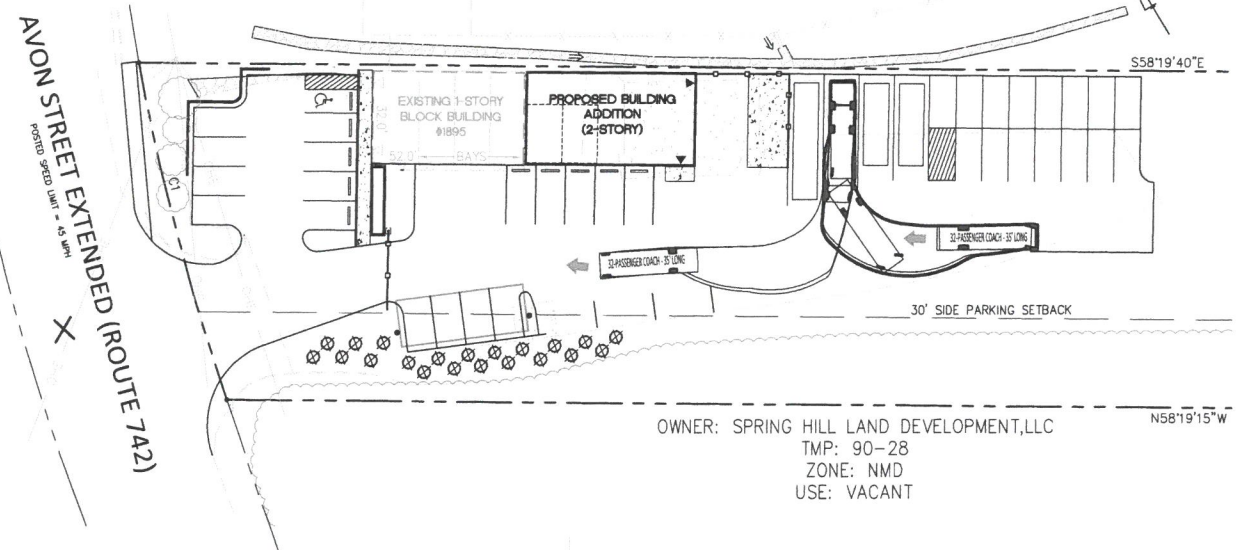 AVON STREET EXTENDED (ROUTE 742)
POSTED SPEED LIMIT = 45 MPH
S58°19'40"E
EXISTING 1-STORY
BLOCK BUILDING
#1895
PROPOSED BUILDING
ADDITION
(2-STORY)
32.0'
52.0'
BAYS
C1
32-PASSENGER COACH - 35' LONG
32-PASSENGER COACH - 35' LONG
30' SIDE PARKING SETBACK
N58°19'15"W
OWNER: SPRING HILL LAND DEVELOPMENT,LLC
TMP: 90-28
ZONE: NMD
USE: VACANT